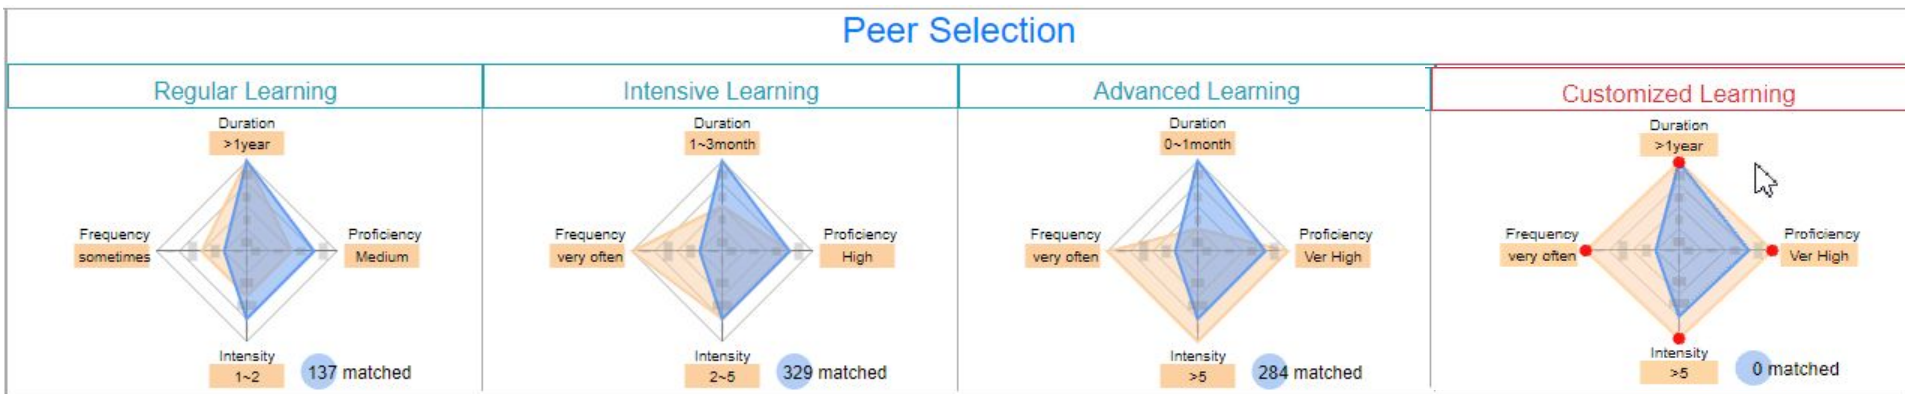 Peer Selection
Regular Learning
Intensive Learning
Advanced Learning
Customized Learning
Duration
>1year
Frequency
sometimes
Proficiency
Medium
Intensity
1~2
137 matched
Duration
1~3month
Frequency
very often
Proficiency
High
Intensity
2~5
329 matched
Duration
0~1month
Frequency
very often
Proficiency
Ver High
Intensity
>5
284 matched
Duration
>1year
Frequency
very often
Proficiency
Ver High
Intensity
>5
0 matched